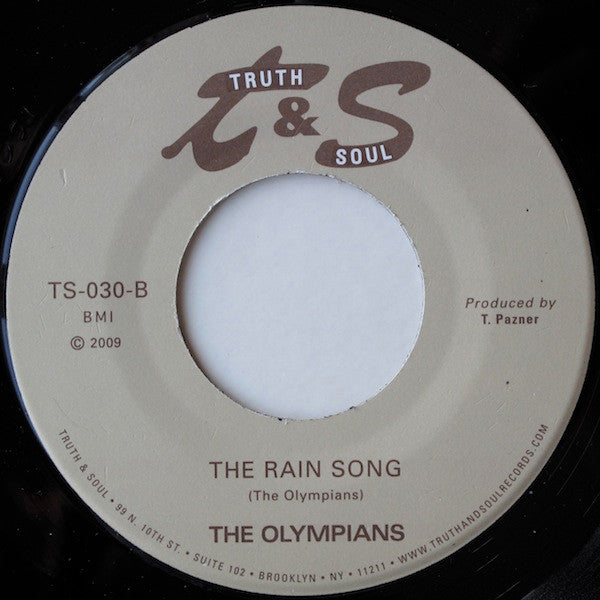 TRUTH
t & S
SOUL
TS-030-B
BMI
© 2009
Produced by
T. Pazner
THE RAIN SONG
(The Olympians)
THE OLYMPIANS
TRUTH & SOUL • 99 N. 10TH ST. • SUITE 102 • BROOKLYN • NY • 11211 • WWW.TRUTHANDSOULRECORDS.COM